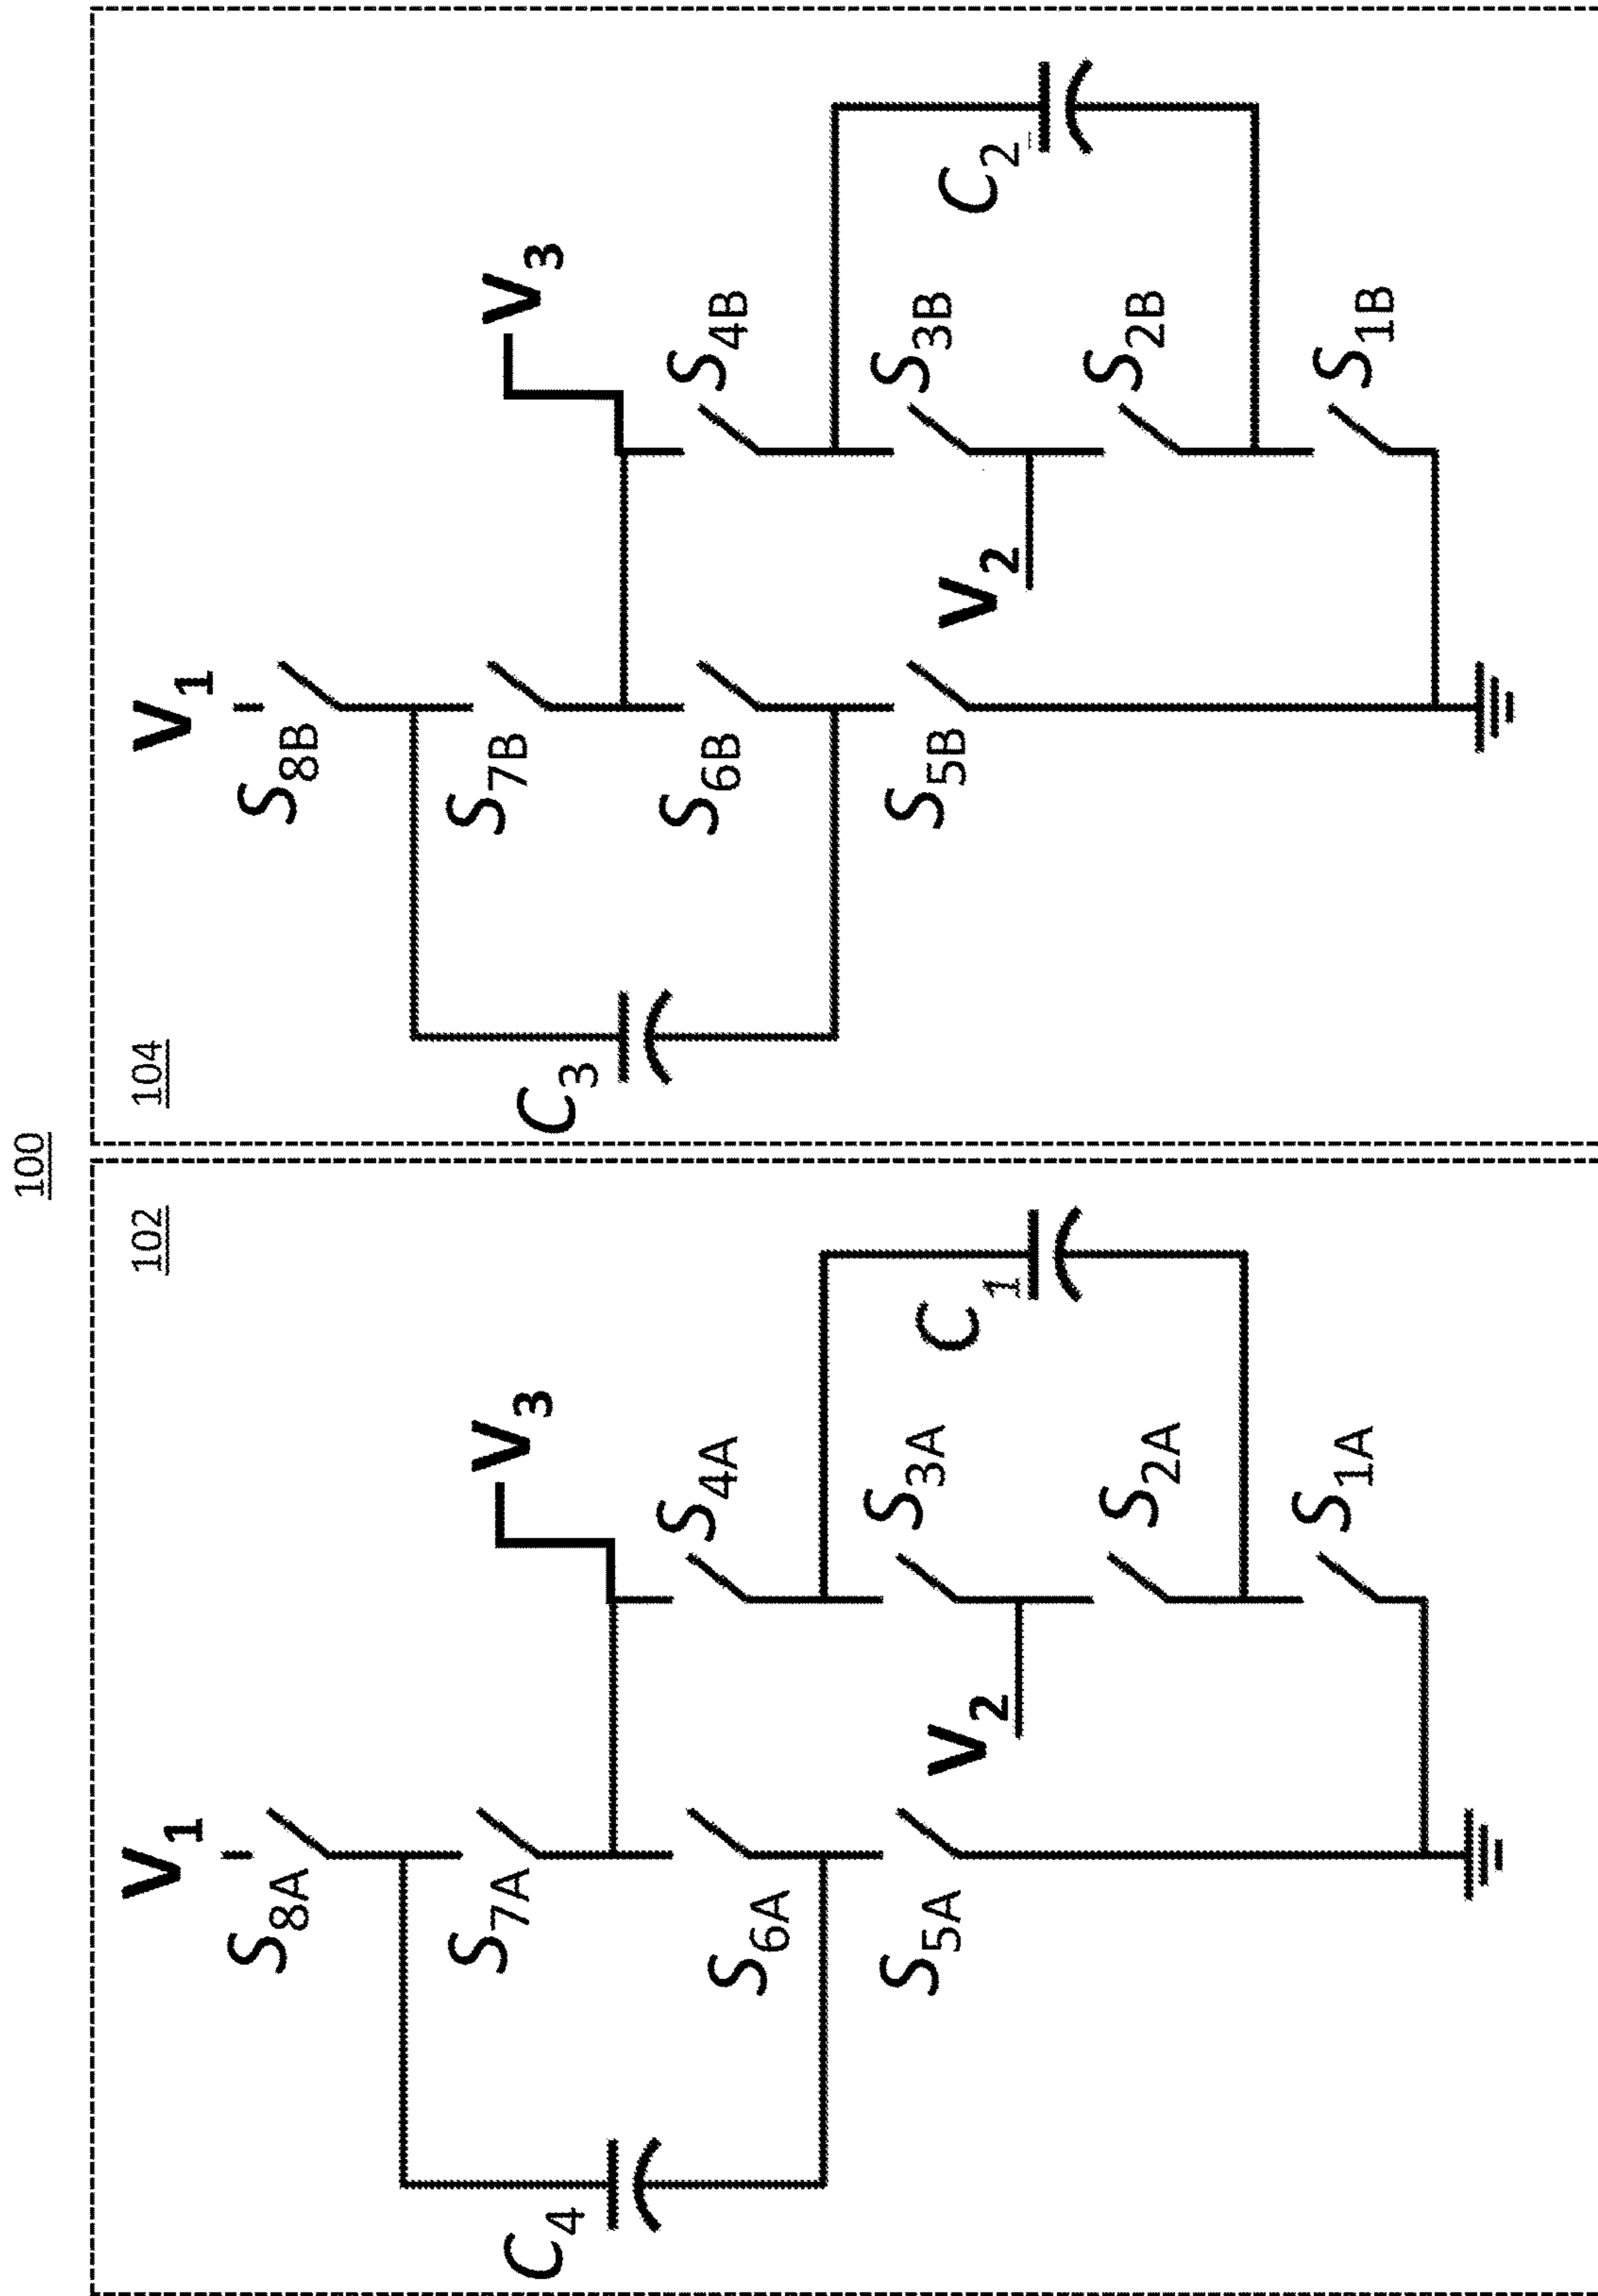 100
102
V1
S8A
S7A
V3
C4
S6A
S4A
S5A
S3A
V2
C1
S2A
S1A
104
V1
S8B
S7B
V3
C3
S6B
S4B
S5B
S3B
V2
C2
S2B
S1B